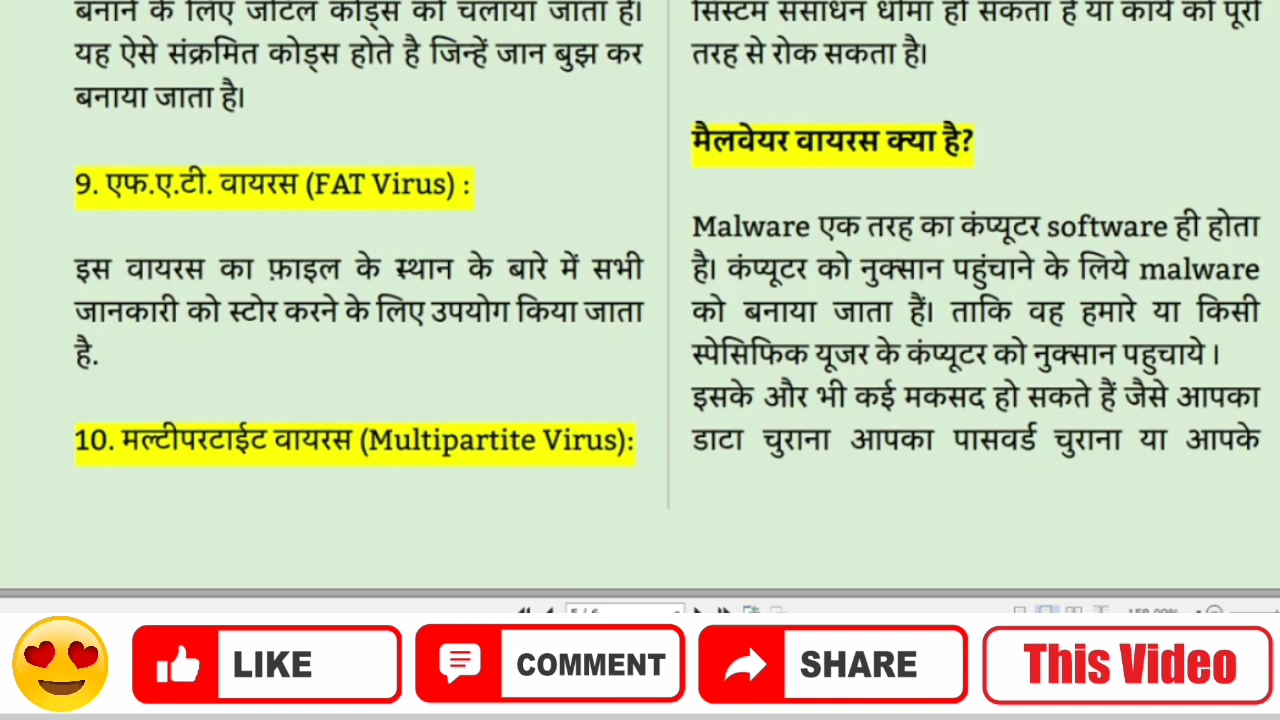 बनाने के लिए जटिल कोड्स को चलाया जाता है।
यह ऐसे संक्रमित कोड्स होते है जिन्हें जान बुझ कर
बनाया जाता है।
9. एफ.ए.टी. वायरस (FAT Virus) :
इस वायरस का फ़ाइल के स्थान के बारे में सभी
जानकारी को स्टोर करने के लिए उपयोग किया जाता
है.
10. मल्टीपरटाईट वायरस (Multipartite Virus):
सिस्टम संसाधन धीमा हो सकता है या कार्य को पूरी
तरह से रोक सकता है।
मैलवेयर वायरस क्या है?
Malware एक तरह का कंप्यूटर software ही होता
है। कंप्यूटर को नुक्सान पहुंचाने के लिये malware
को बनाया जाता हैं। ताकि वह हमारे या किसी
स्पेसिफिक यूजर के कंप्यूटर को नुक्सान पहुचाये ।
इसके और भी कई मकसद हो सकते हैं जैसे आपका
डाटा चुराना आपका पासवर्ड चुराना या आपके
LIKE
COMMENT
SHARE
This Video